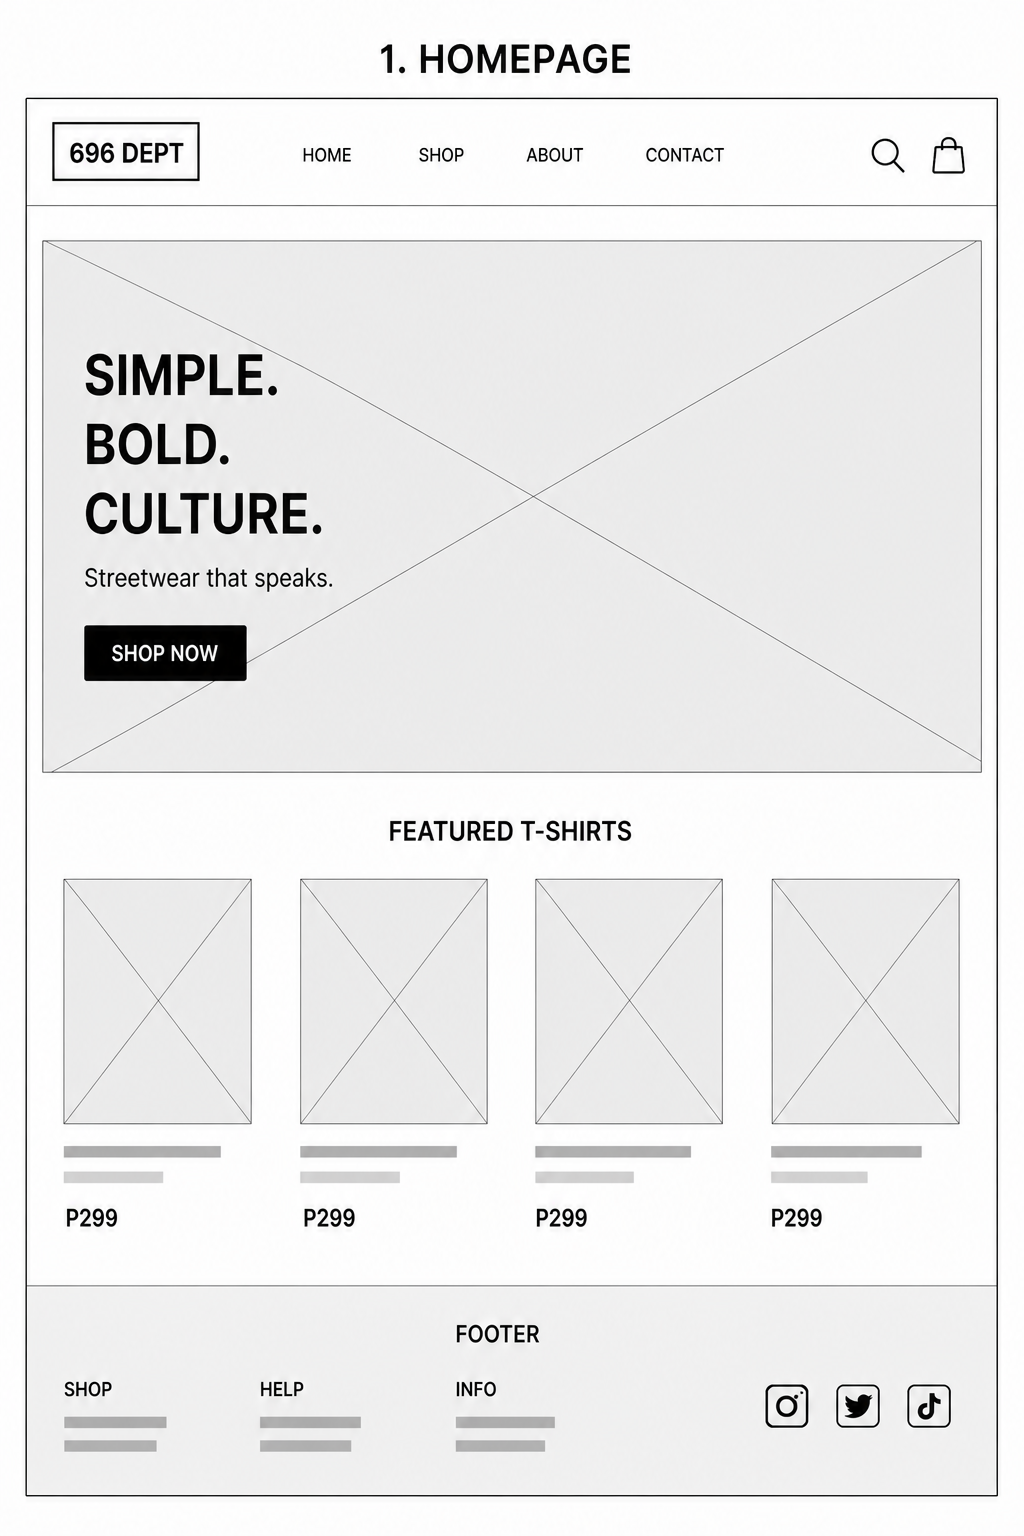 1. HOMEPAGE
696 DEPT
HOME SHOP ABOUT CONTACT
SIMPLE.
BOLD.
CULTURE.
Streetwear that speaks.
SHOP NOW
FEATURED T-SHIRTS
P299 P299 P299 P299
FOOTER
SHOP HELP INFO